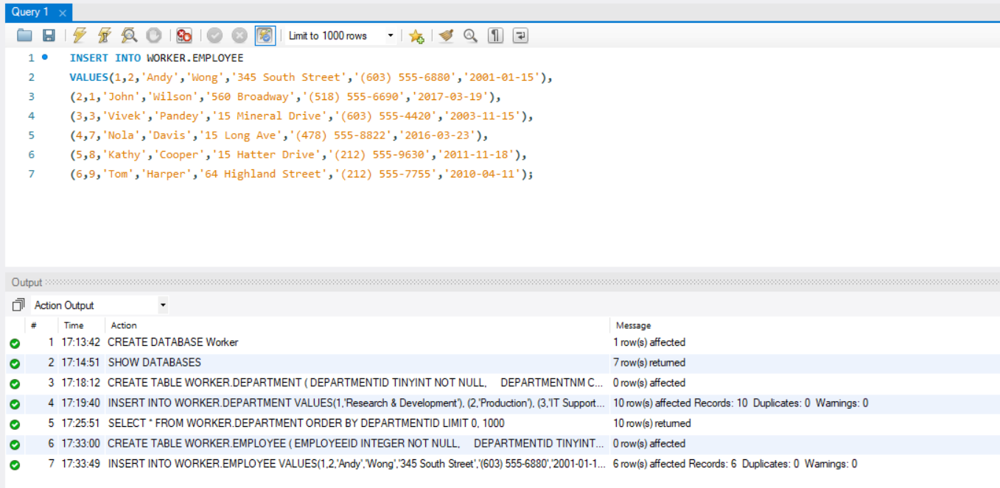 Query 1 ×
Limit to 1000 rows
1 INSERT INTO WORKER.EMPLOYEE
2 VALUES(1,2,'Andy','Wong','345 South Street','(603) 555-6880','2001-01-15'),
3 (2,1,'John','Wilson','560 Broadway','(518) 555-6690','2017-03-19'),
4 (3,3,'Vivek','Pandey','15 Mineral Drive','(603) 555-4420','2003-11-15'),
5 (4,7,'Nola','Davis','15 Long Ave','(478) 555-8822','2016-03-23'),
6 (5,8,'Kathy','Cooper','15 Hatter Drive','(212) 555-9630','2011-11-18'),
7 (6,9,'Tom','Harper','64 Highland Street','(212) 555-7755','2010-04-11');
Output
Action Output
# Time Action Message
1 17:13:42 CREATE DATABASE Worker 1 row(s) affected
2 17:14:51 SHOW DATABASES 7 row(s) returned
3 17:18:12 CREATE TABLE WORKER.DEPARTMENT ( DEPARTMENTID TINYINT NOT NULL, DEPARTMENTNM C... 0 row(s) affected
4 17:19:40 INSERT INTO WORKER.DEPARTMENT VALUES(1,'Research & Development'), (2,'Production'), (3,'IT Support... 10 row(s) affected Records: 10 Duplicates: 0 Warnings: 0
5 17:25:51 SELECT * FROM WORKER.DEPARTMENT ORDER BY DEPARTMENTID LIMIT 0, 1000 10 row(s) returned
6 17:33:00 CREATE TABLE WORKER.EMPLOYEE ( EMPLOYEEID INTEGER NOT NULL, DEPARTMENTID TINYINT... 0 row(s) affected
7 17:33:49 INSERT INTO WORKER.EMPLOYEE VALUES(1,2,'Andy','Wong','345 South Street','(603) 555-6880','2001-01-1... 6 row(s) affected Records: 6 Duplicates: 0 Warnings: 0